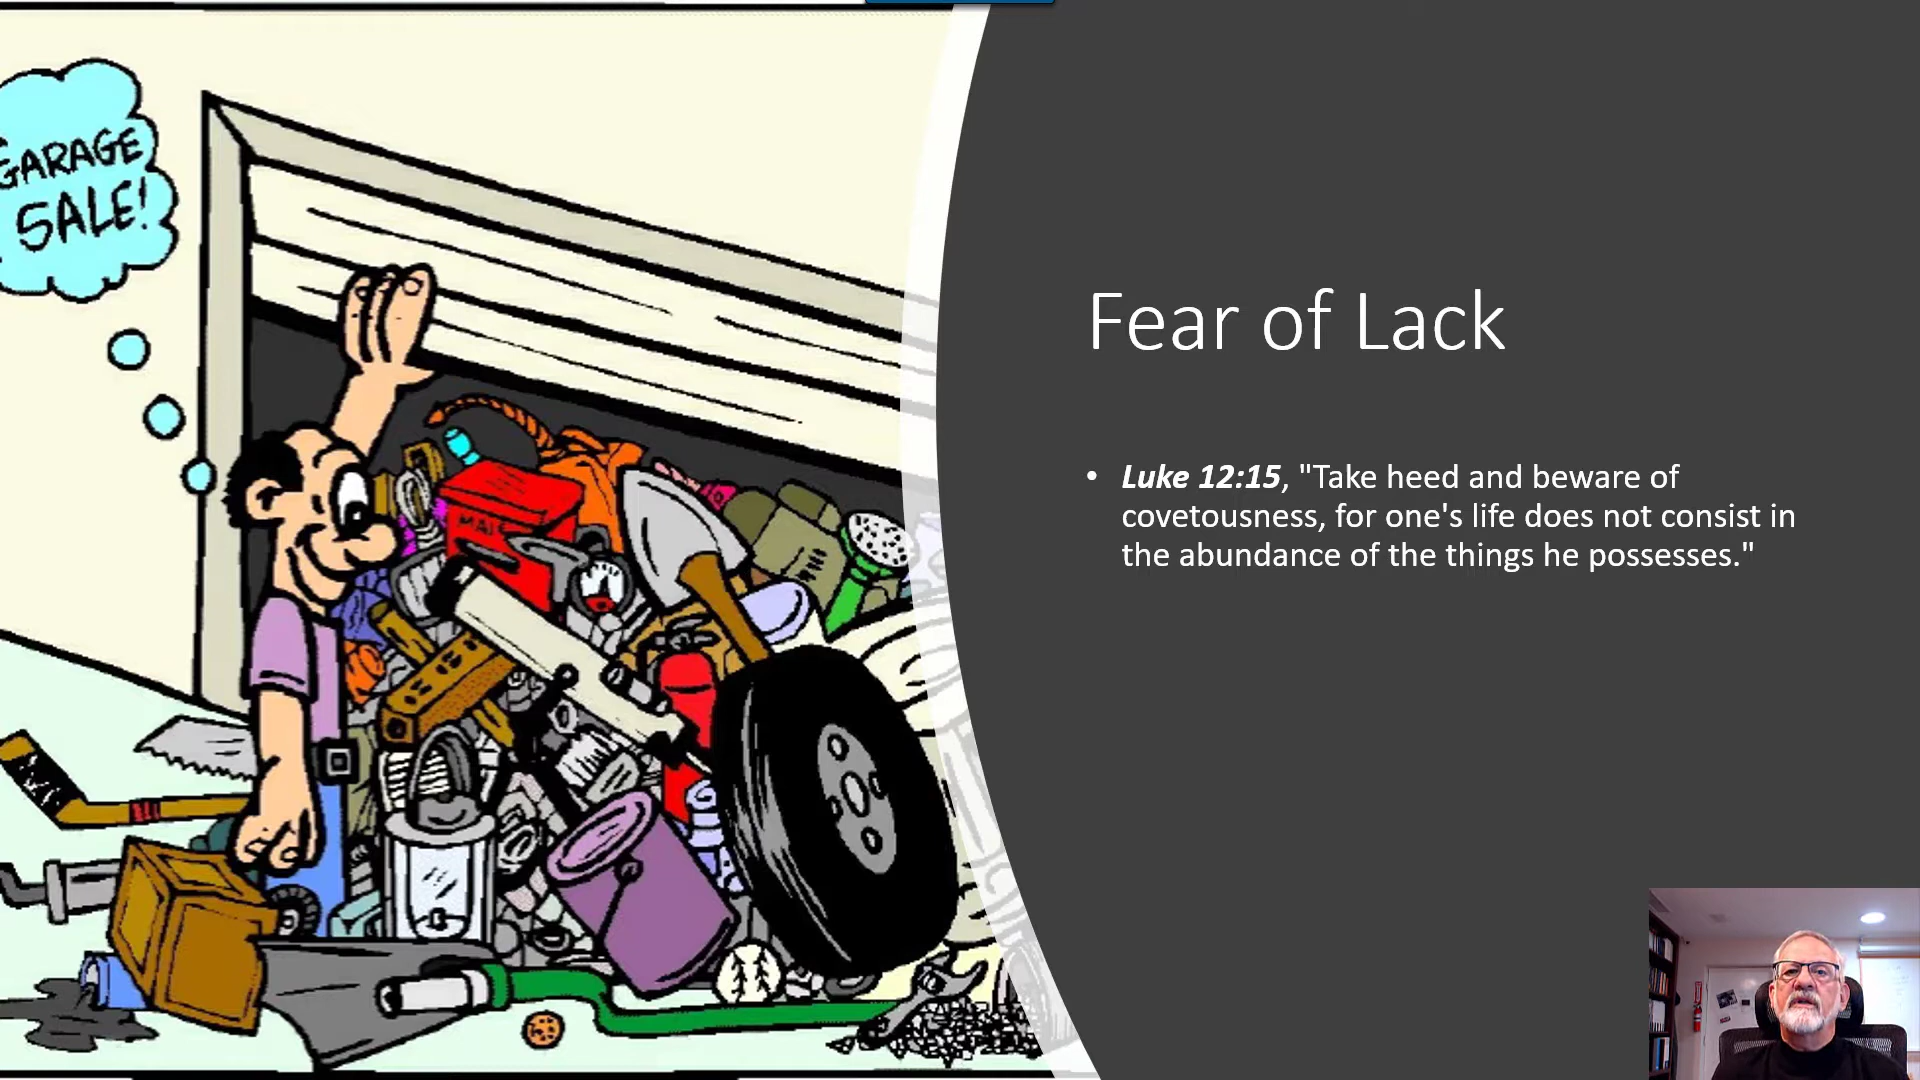 GARAGE
SALE!
MAIL
Fear of Lack
• Luke 12:15, "Take heed and beware of
covetousness, for one's life does not consist in
the abundance of the things he possesses."